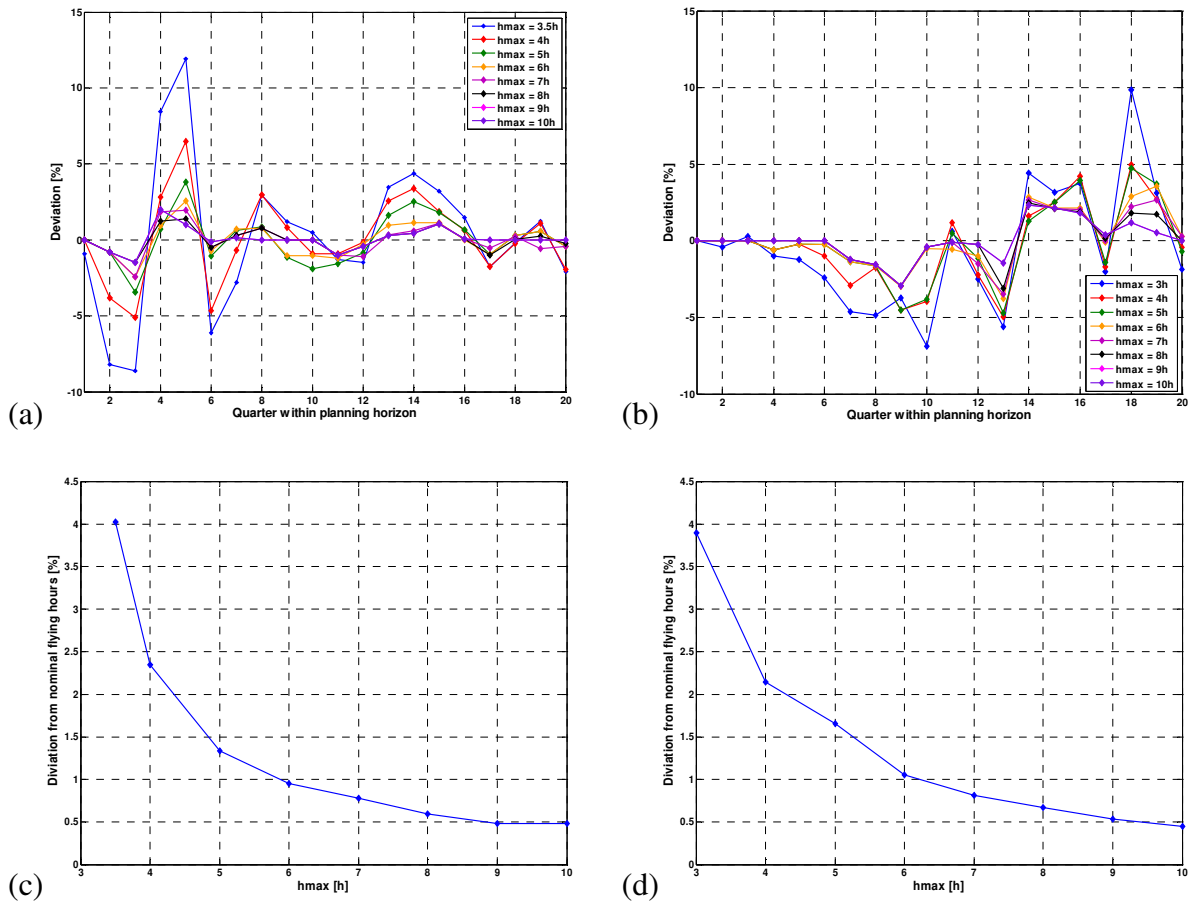 15
10
5
0
-5
-10
Deviation [%]
2 4 6 8 10 12 14 16 18 20
Quarter within planning horizon
hmax = 3.5h
hmax = 4h
hmax = 5h
hmax = 6h
hmax = 7h
hmax = 8h
hmax = 9h
hmax = 10h
(a)
15
10
5
0
-5
-10
Deviation [%]
2 4 6 8 10 12 14 16 18 20
Quarter within planning horizon
hmax = 3h
hmax = 4h
hmax = 5h
hmax = 6h
hmax = 7h
hmax = 8h
hmax = 9h
hmax = 10h
(b)
4.5
4
3.5
3
2.5
2
1.5
1
0.5
0
Diviation from nominal flying hours [%]
3 4 5 6 7 8 9 10
hmax [h]
(c)
4.5
4
3.5
3
2.5
2
1.5
1
0.5
0
Diviation from nominal flying hours [%]
3 4 5 6 7 8 9 10
hmax [h]
(d)